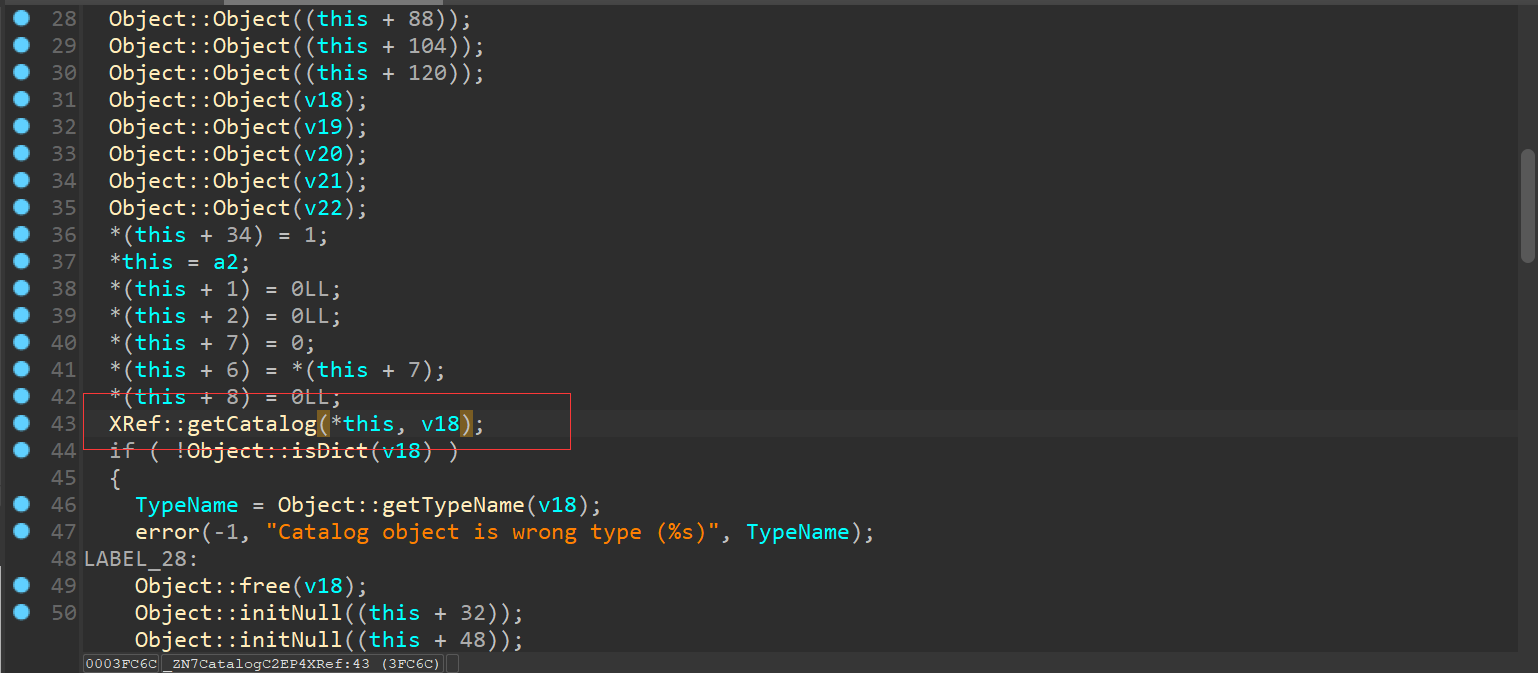 28 Object::Object((this + 88));
29 Object::Object((this + 104));
30 Object::Object((this + 120));
31 Object::Object(v18);
32 Object::Object(v19);
33 Object::Object(v20);
34 Object::Object(v21);
35 Object::Object(v22);
36 *(this + 34) = 1;
37 *this = a2;
38 *(this + 1) = 0LL;
39 *(this + 2) = 0LL;
40 *(this + 7) = 0;
41 *(this + 6) = *(this + 7);
42 *(this + 8) = 0LL;
43 XRef::getCatalog(*this, v18);
44 if ( !Object::isDict(v18) )
45 {
46 TypeName = Object::getTypeName(v18);
47 error(-1, "Catalog object is wrong type (%s)", TypeName);
48 LABEL_28:
49 Object::free(v18);
50 Object::initNull((this + 32));
Object::initNull((this + 48));
0003FC6C _ZN7CatalogC2EP4XRef:43 (3FC6C)